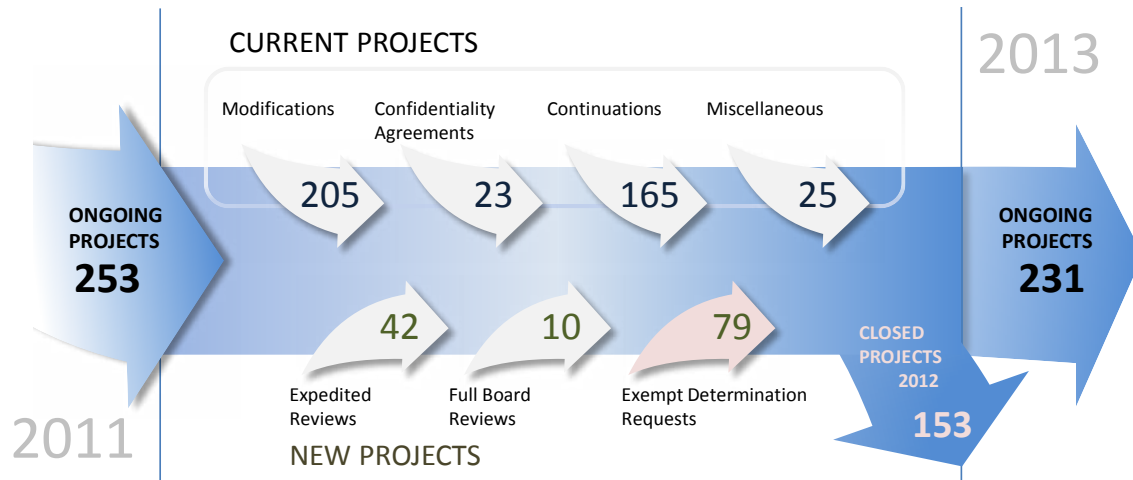 CURRENT PROJECTS
2013
Modifications
Confidentiality
Agreements
Continuations
Miscellaneous
205
23
165
25
ONGOING
PROJECTS
253
ONGOING
PROJECTS
231
42
10
79
CLOSED
PROJECTS
2012
153
Expedited
Reviews
Full Board
Reviews
Exempt Determination
Requests
2011
NEW PROJECTS